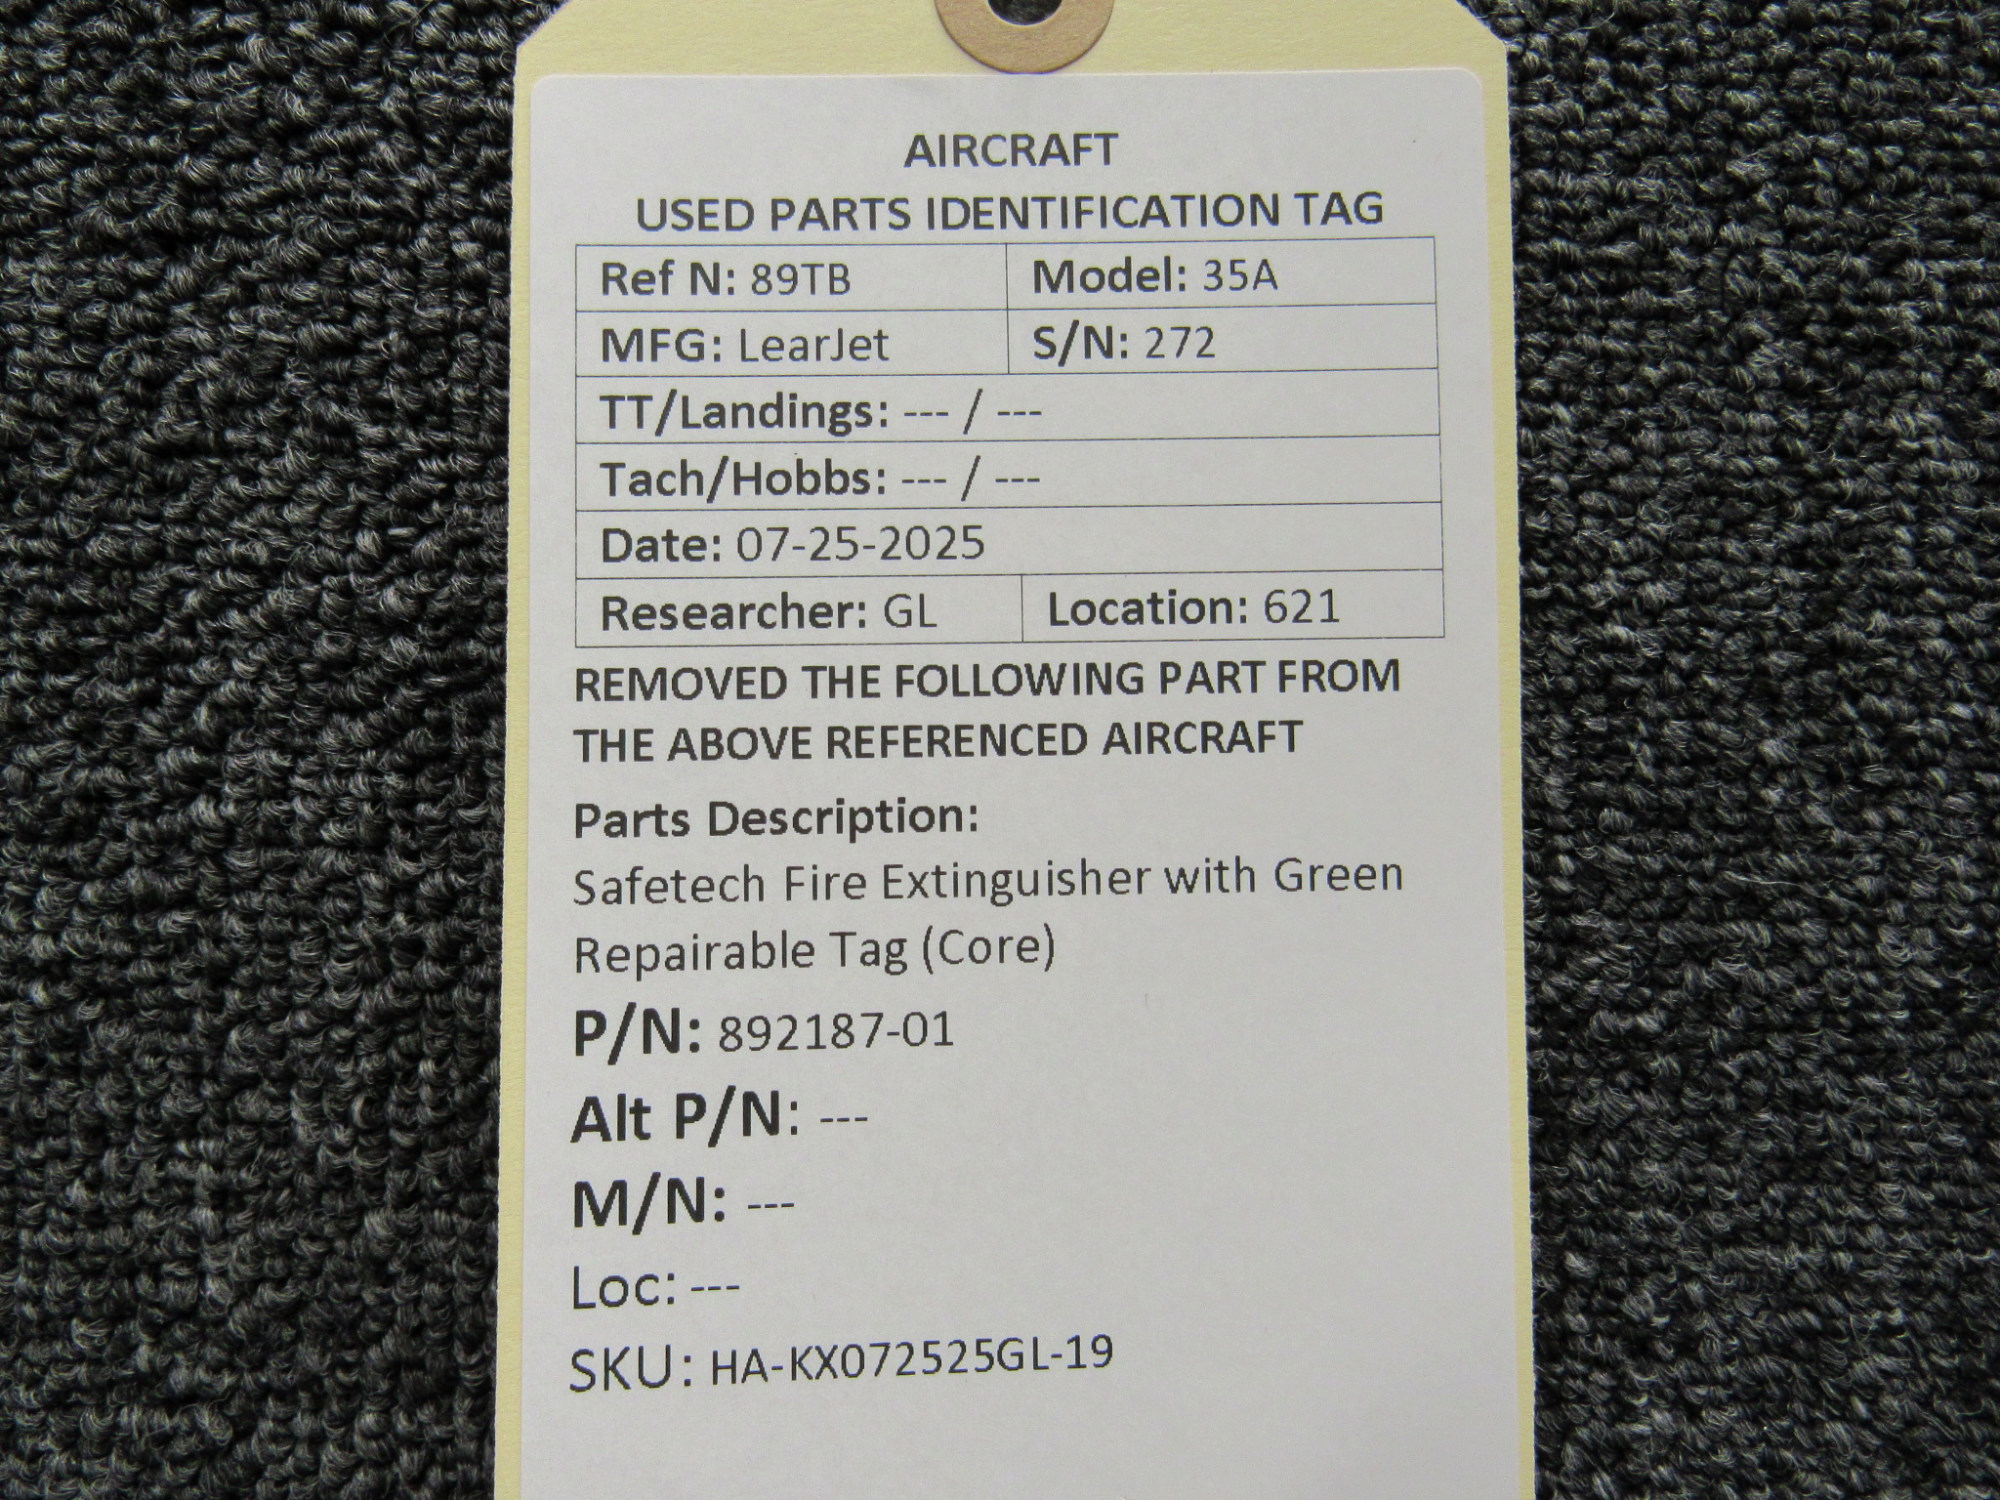 AIRCRAFT
USED PARTS IDENTIFICATION TAG
Ref N: 89TB Model: 35A
MFG: LearJet S/N: 272
TT/Landings: --- / ---
Tach/Hobbs: --- / ---
Date: 07-25-2025
Researcher: GL Location: 621
REMOVED THE FOLLOWING PART FROM
THE ABOVE REFERENCED AIRCRAFT
Parts Description:
Safetech Fire Extinguisher with Green
Repairable Tag (Core)
P/N: 892187-01
Alt P/N: ---
M/N: ---
Loc: ---
SKU: HA-KX072525GL-19